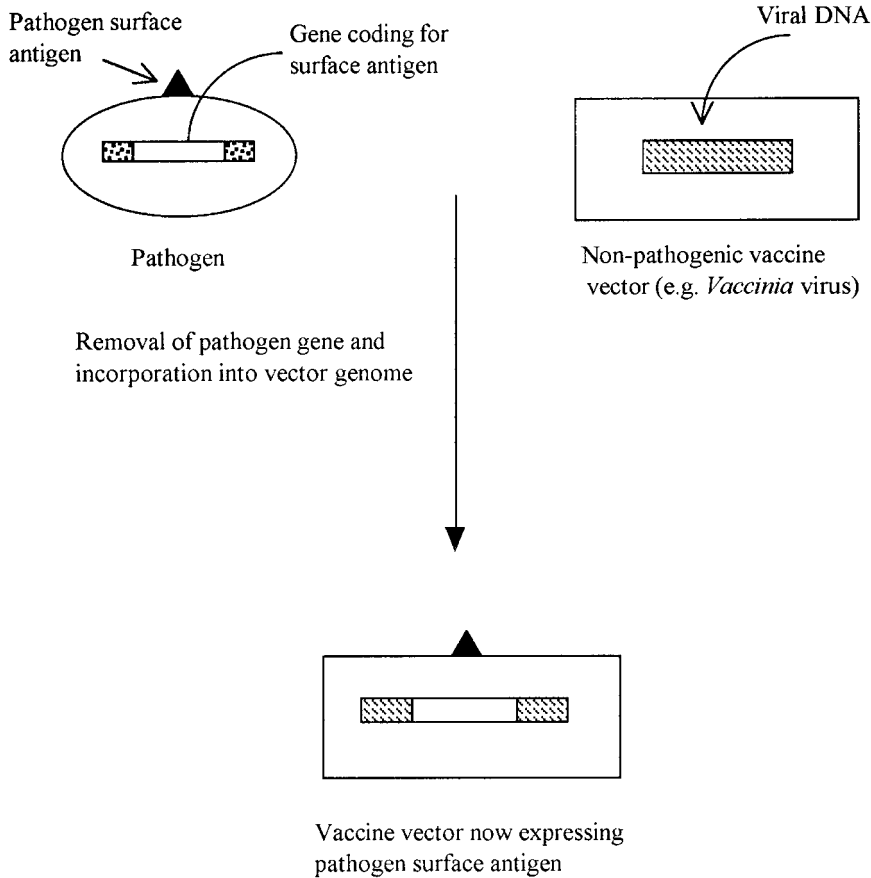 Pathogen surface
antigen
Gene coding for
surface antigen
Viral DNA
Pathogen
Non-pathogenic vaccine
vector (e.g. Vaccinia virus)
Removal of pathogen gene and
incorporation into vector genome
Vaccine vector now expressing
pathogen surface antigen